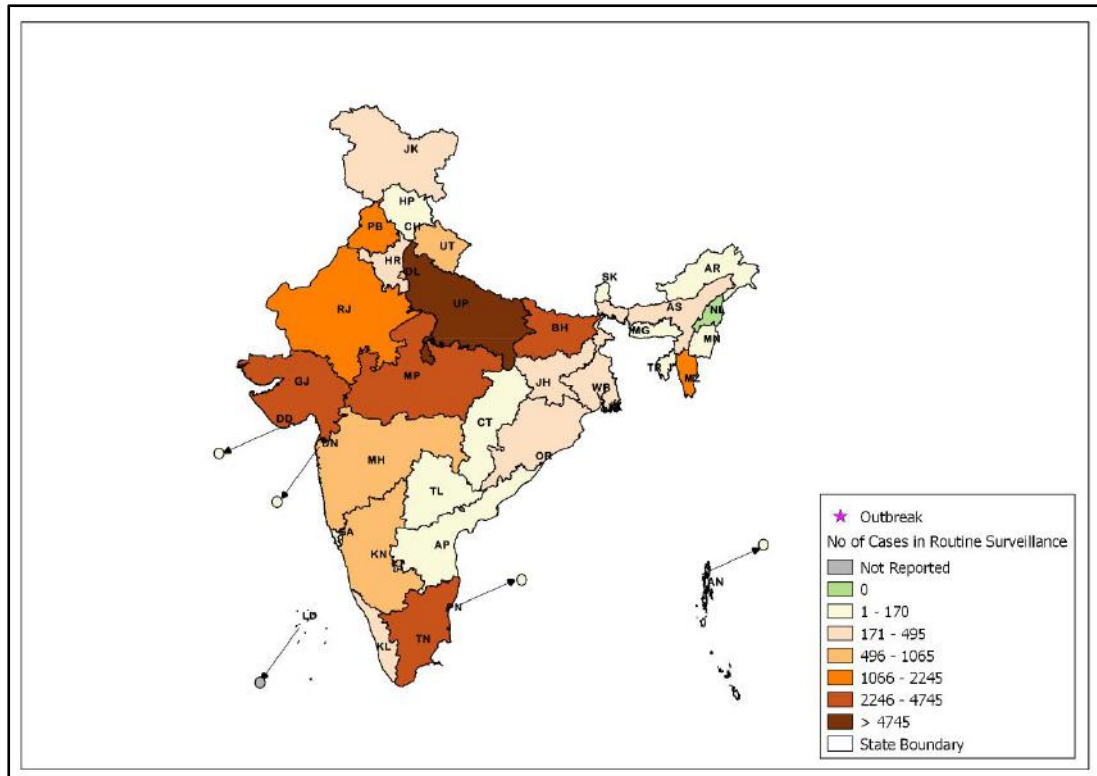 JK
HP
CH
PB
UT
HR
DL
SK
AR
RJ
UP
AS
NL
BH
MG
MN
GJ
MP
TR
MZ
JH
WB
DD
CT
DN
MH
OR
TL
GA
KN
AP
AN
PN
LD
KL
TN
Outbreak
No of Cases in Routine Surveillance
Not Reported
0
1 - 170
171 - 495
496 - 1065
1066 - 2245
2246 - 4745
> 4745
State Boundary